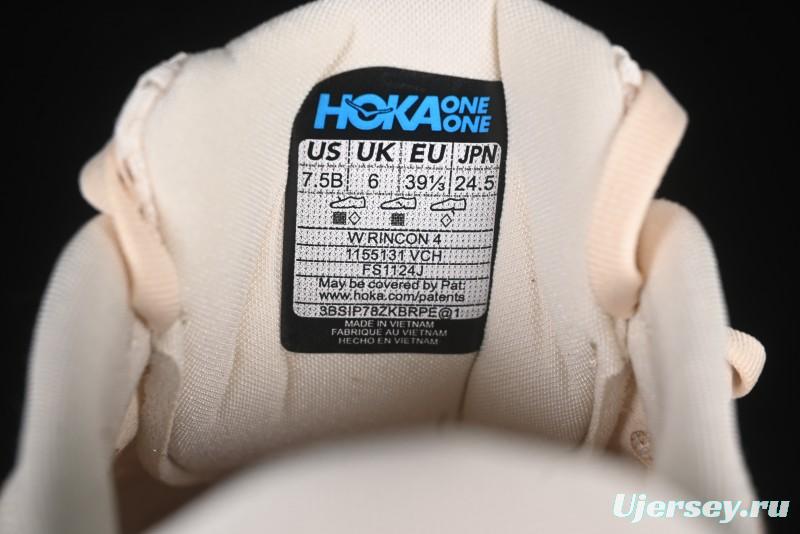 HOKA ONE ONE
US UK EU JPN
7.5B 6 39⅓ 24.5
W RINCON 4
1155131 VCH
FS1124J
May be covered by Pat:
www.hoka.com/patents
3BSIP78ZKBRPE@1
MADE IN VIETNAM
FABRIQUÉ AU VIETNAM
HECHO EN VIETNAM
Ujersey.ru